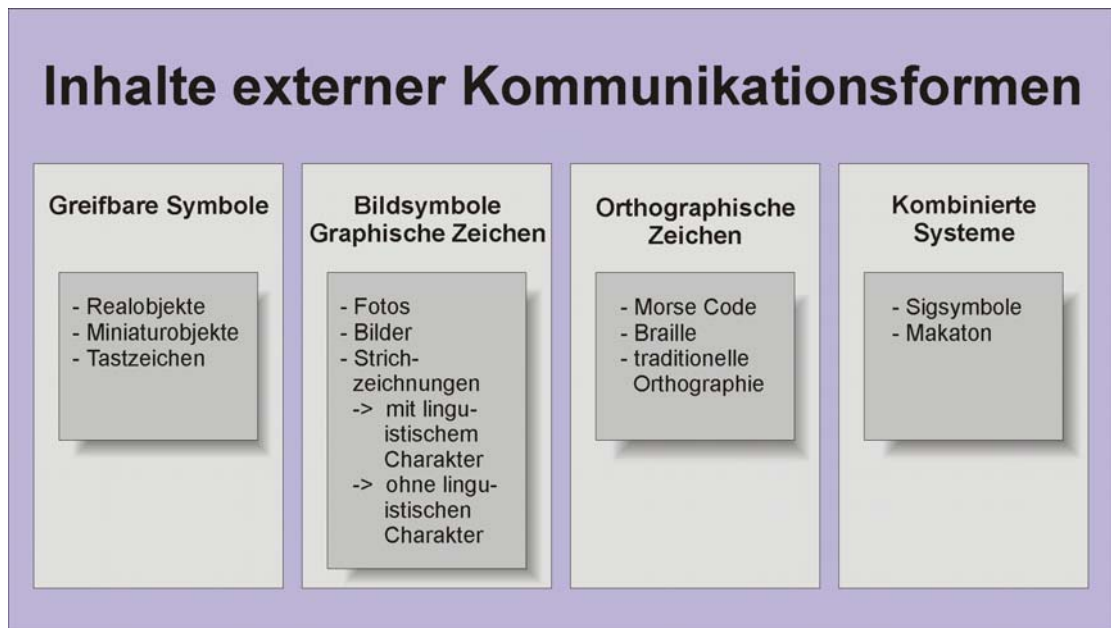 Inhalte externer Kommunikationsformen
Greifbare Symbole
- Realobjekte
- Miniaturobjekte
- Tastzeichen
Bildsymbole
Graphische Zeichen
- Fotos
- Bilder
- Strich-
zeichnungen
-> mit lingu-
istischem
Charakter
-> ohne lingu-
istischen
Charakter
Orthographische
Zeichen
- Morse Code
- Braille
- traditionelle
Orthographie
Kombinierte
Systeme
- Sigsymbole
- Makaton